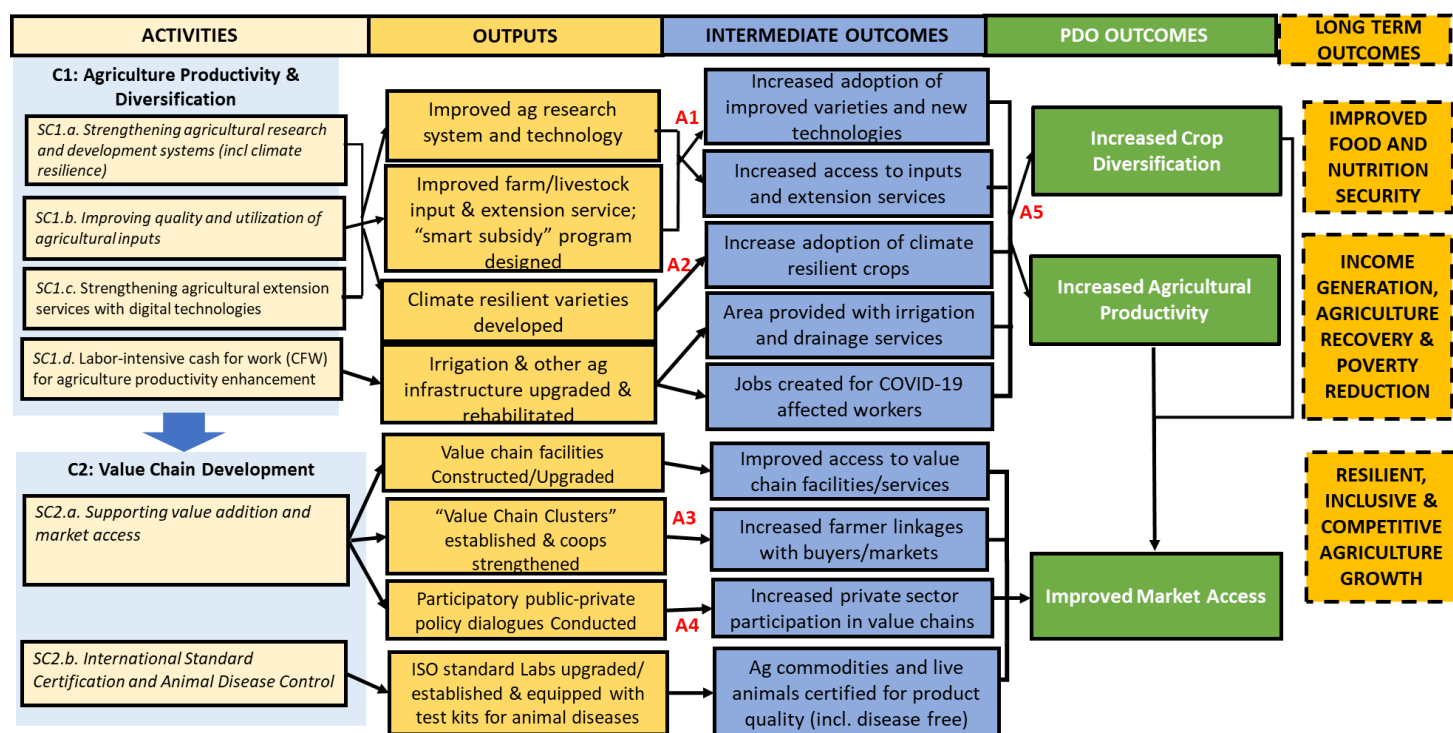 ACTIVITIES
OUTPUTS
INTERMEDIATE OUTCOMES
PDO OUTCOMES
LONG TERM
OUTCOMES
C1: Agriculture Productivity &
Diversification
SC1.a. Strengthening agricultural research
and development systems (incl climate
resilience)
SC1.b. Improving quality and utilization of
agricultural inputs
SC1.c. Strengthening agricultural extension
services with digital technologies
SC1.d. Labor-intensive cash for work (CFW)
for agriculture productivity enhancement
C2: Value Chain Development
SC2.a. Supporting value addition and
market access
SC2.b. International Standard
Certification and Animal Disease Control
Improved ag research
system and technology
Improved farm/livestock
input & extension service;
“smart subsidy” program
designed
Climate resilient varieties
developed
Irrigation & other ag
infrastructure upgraded &
rehabilitated
Value chain facilities
Constructed/Upgraded
“Value Chain Clusters”
established & coops
strengthened
Participatory public-private
policy dialogues Conducted
ISO standard Labs upgraded/
established & equipped with
test kits for animal diseases
A1
A2
A3
A4
Increased adoption of
improved varieties and new
technologies
Increased access to inputs
and extension services
Increase adoption of climate
resilient crops
Area provided with irrigation
and drainage services
Jobs created for COVID-19
affected workers
Improved access to value
chain facilities/services
Increased farmer linkages
with buyers/markets
Increased private sector
participation in value chains
Ag commodities and live
animals certified for product
quality (incl. disease free)
A5
Increased Crop
Diversification
Increased Agricultural
Productivity
Improved Market Access
IMPROVED
FOOD AND
NUTRITION
SECURITY
INCOME
GENERATION,
AGRICULTURE
RECOVERY &
POVERTY
REDUCTION
RESILIENT,
INCLUSIVE &
COMPETITIVE
AGRICULTURE
GROWTH